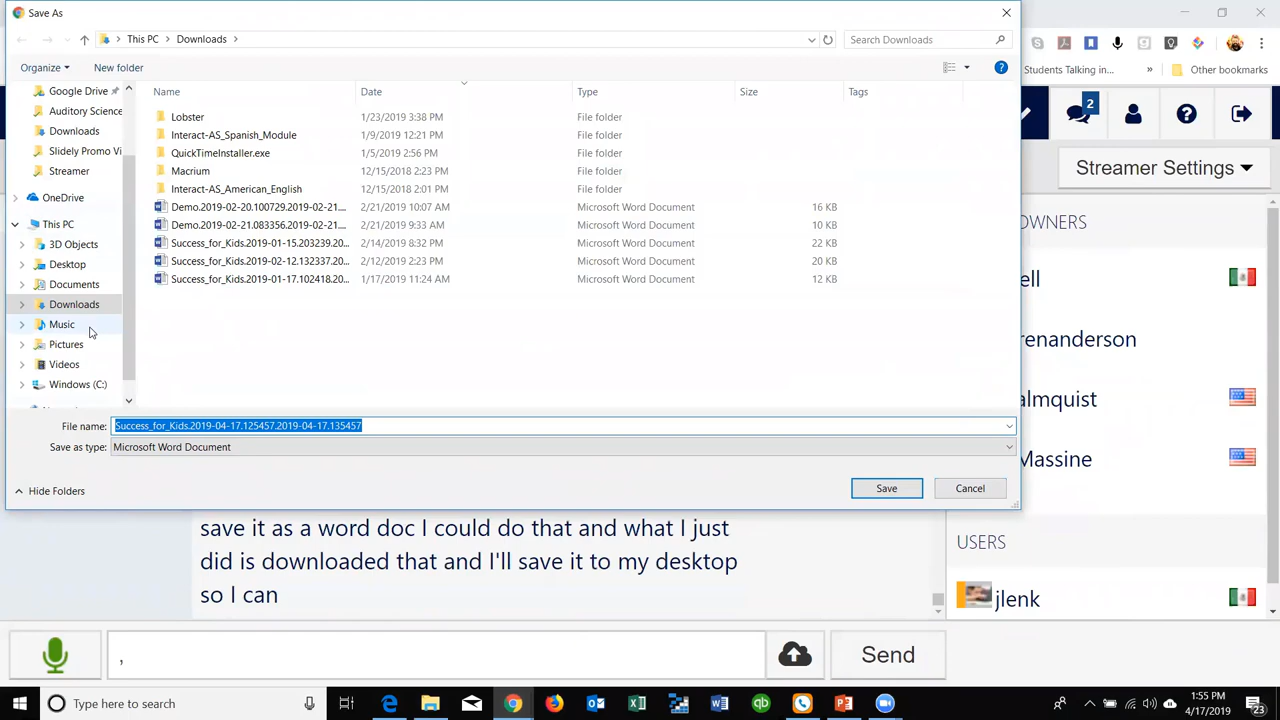 Save As
This PC
Downloads
Search Downloads
Organize
New folder
Name
Date
Type
Size
Tags
Google Drive
Auditory Science
Downloads
Slidely Promo Vi
Streamer
OneDrive
This PC
3D Objects
Desktop
Documents
Downloads
Music
Pictures
Videos
Windows (C:)
Lobster 1/23/2019 3:38 PM File folder
Interact-AS_Spanish_Module 1/9/2019 12:21 PM File folder
QuickTimeInstaller.exe 1/5/2019 2:56 PM File folder
Macrium 12/15/2018 2:23 PM File folder
Interact-AS_American_English 12/15/2018 2:01 PM File folder
Demo.2019-02-20.100729.2019-02-21.... 2/21/2019 10:07 AM Microsoft Word Document 16 KB
Demo.2019-02-21.083356.2019-02-21.... 2/21/2019 9:33 AM Microsoft Word Document 10 KB
Success_for_Kids.2019-01-15.203239.20... 2/14/2019 8:32 PM Microsoft Word Document 22 KB
Success_for_Kids.2019-02-12.132337.20... 2/12/2019 2:23 PM Microsoft Word Document 20 KB
Success_for_Kids.2019-01-17.102418.20... 1/17/2019 11:24 AM Microsoft Word Document 12 KB
File name: Success_for_Kids.2019-04-17.125457.2019-04-17.135457
Save as type: Microsoft Word Document
Hide Folders
Save
Cancel
Students Talking in...
»
Other bookmarks
2
Streamer Settings
OWNERS
ell
renanderson
almquist
Massine
USERS
jlenk
save it as a word doc I could do that and what I just
did is downloaded that and I'll save it to my desktop
so I can
,
Send
Type here to search
1:55 PM
4/17/2019
23